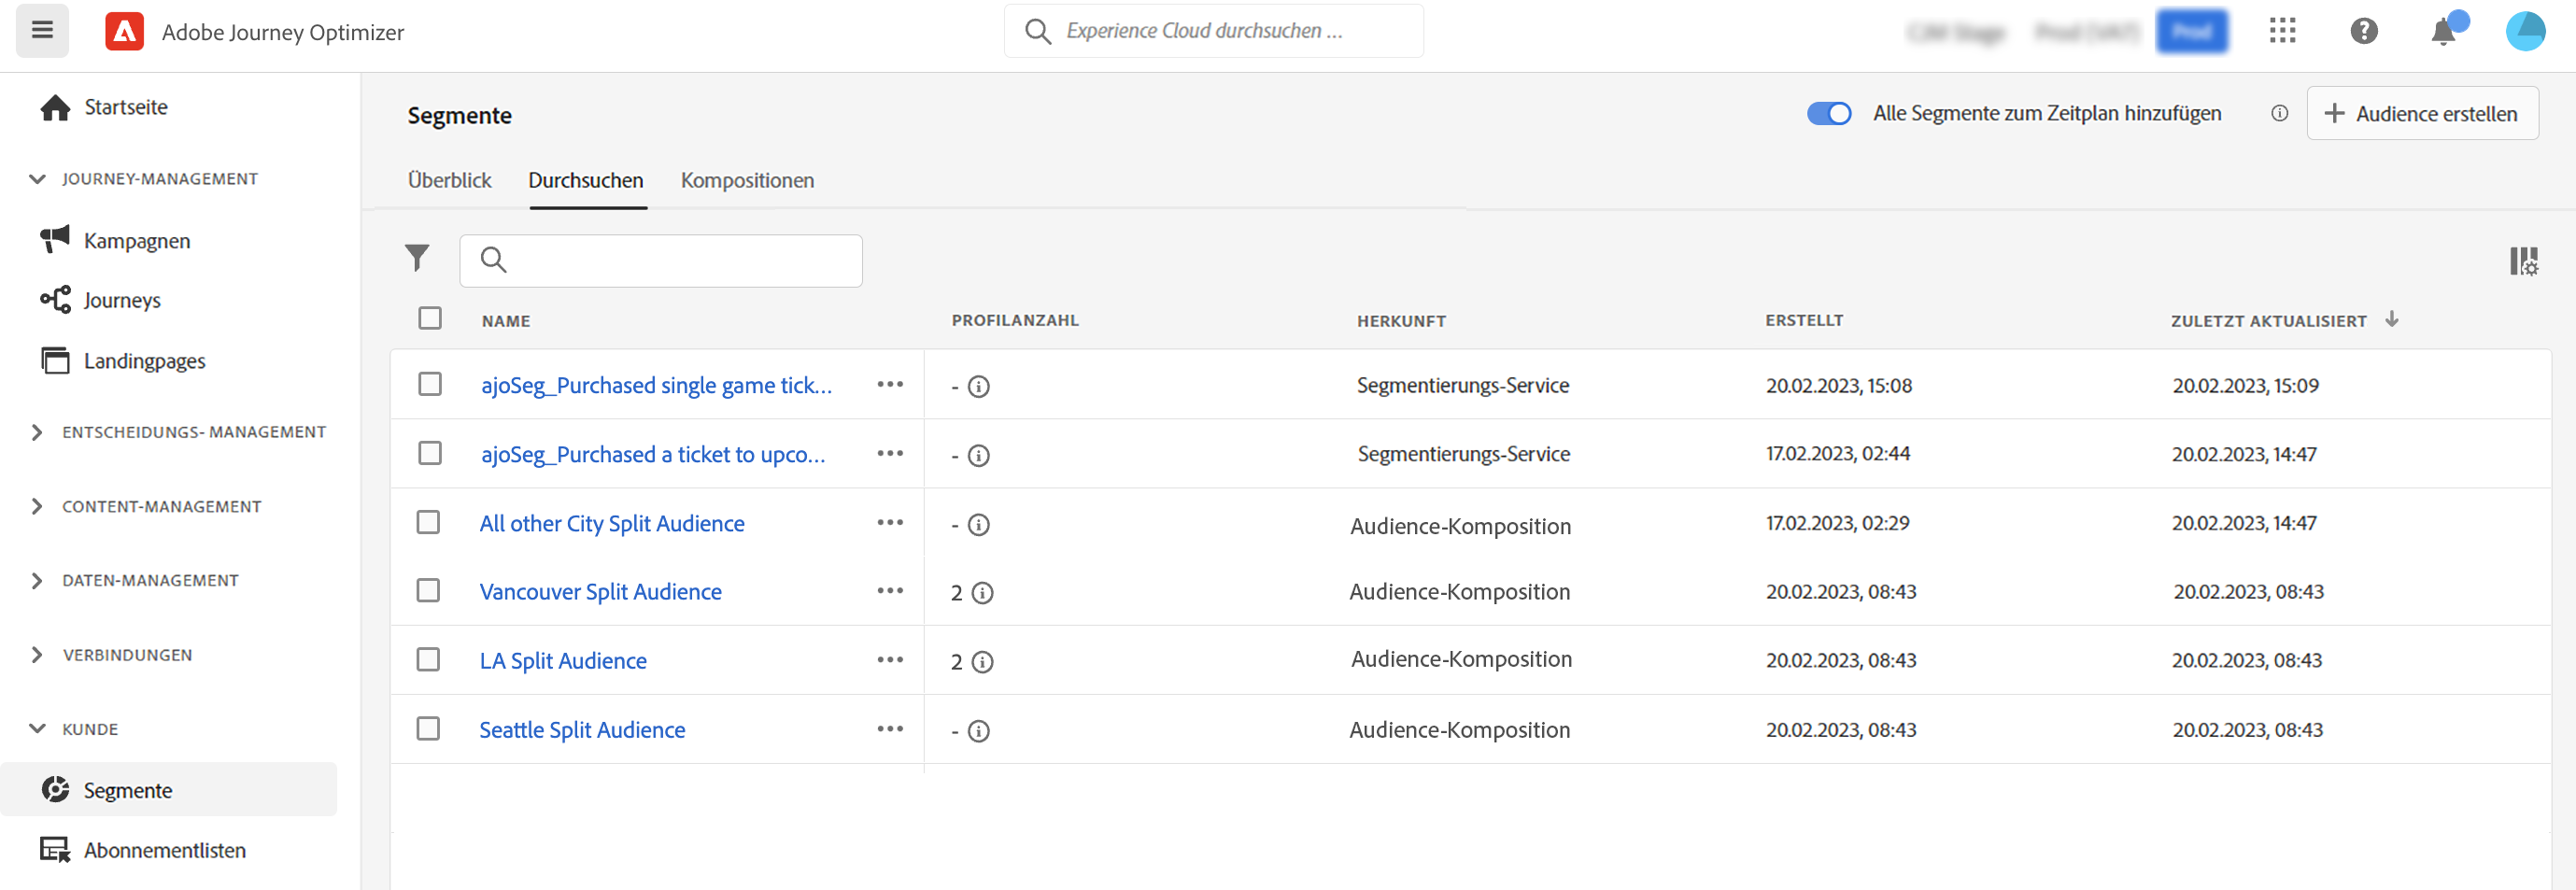 Adobe Journey Optimizer
Experience Cloud durchsuchen ...
Startseite
JOURNEY-MANAGEMENT
Kampagnen
Journeys
Landingpages
ENTSCHEIDUNGS- MANAGEMENT
CONTENT-MANAGEMENT
DATEN-MANAGEMENT
VERBINDUNGEN
KUNDE
Segmente
Abonnementlisten
Segmente
Alle Segmente zum Zeitplan hinzufügen
Audience erstellen
Überblick Durchsuchen Kompositionen
NAME PROFILANZAHL HERKUNFT ERSTELLT ZULETZT AKTUALISIERT
ajoSeg_Purchased single game tick... - Segmentierungs-Service 20.02.2023, 15:08 20.02.2023, 15:09
ajoSeg_Purchased a ticket to upco... - Segmentierungs-Service 17.02.2023, 02:44 20.02.2023, 14:47
All other City Split Audience - Audience-Komposition 17.02.2023, 02:29 20.02.2023, 14:47
Vancouver Split Audience 2 Audience-Komposition 20.02.2023, 08:43 20.02.2023, 08:43
LA Split Audience 2 Audience-Komposition 20.02.2023, 08:43 20.02.2023, 08:43
Seattle Split Audience - Audience-Komposition 20.02.2023, 08:43 20.02.2023, 08:43